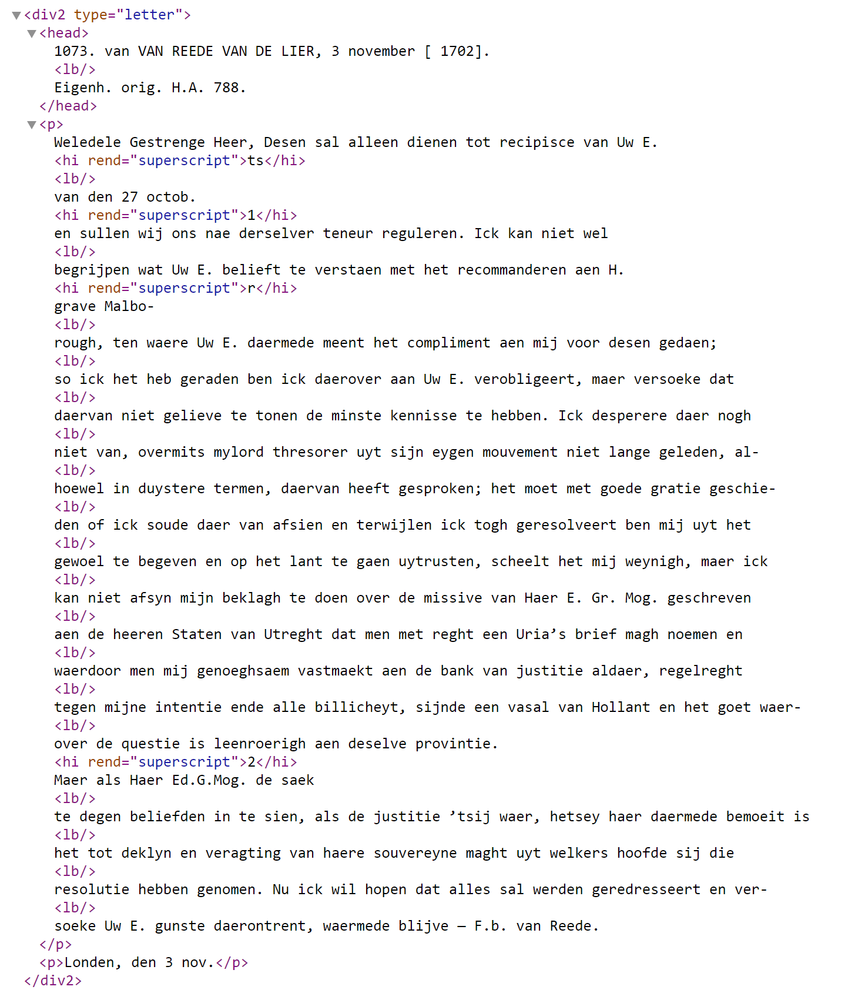 <div2 type="letter">
<head>
1073. van VAN REEDE VAN DE LIER, 3 november [ 1702].
<lb/>
Eigenh. orig. H.A. 788.
</head>
<p>
Weledele Gestrenge Heer, Desen sal alleen dienen tot recipisce van Uw E.
<hi rend="superscript">ts</hi>
<lb/>
van den 27 octob.
<hi rend="superscript">1</hi>
en sullen wij ons nae derselver teneur reguleren. Ick kan niet wel
<lb/>
begrijpen wat Uw E. belieft te verstaen met het recommanderen aen H.
<hi rend="superscript">r</hi>
grave Malbo-
<lb/>
rough, ten waere Uw E. daermede meent het compliment aen mij voor desen gedaen;
<lb/>
so ick het heb geraden ben ick daerover aan Uw E. verobligeert, maer versoeke dat
<lb/>
daervan niet gelieve te tonen de minste kennisse te hebben. Ick desperere daer nogh
<lb/>
niet van, overmits mylord thresorer uyt sijn eygen mouvement niet lange geleden, al-
<lb/>
hoewel in duystere termen, daervan heeft gesproken; het moet met goede gratie geschie-
<lb/>
den of ick soude daer van afsien en terwijlen ick togh geresolveert ben mij uyt het
<lb/>
gewoel te begeven en op het lant te gaen uytrusten, scheelt het mij weynigh, maer ick
<lb/>
kan niet afsyn mijn beklagh te doen over de missive van Haer E. Gr. Mog. geschreven
<lb/>
aen de heeren Staten van Utreght dat men met reght een Uria’s brief magh noemen en
<lb/>
waerdoor men mij genoeghsaem vastmaekt aen de bank van justitie aldaer, regelreght
<lb/>
tegen mijne intentie ende alle billicheyt, sijnde een vasal van Hollant en het goet waer-
<lb/>
over de questie is leenroerigh aen deselve provintie.
<hi rend="superscript">2</hi>
Maer als Haer Ed.G.Mog. de saek
<lb/>
te degen beliefden in te sien, als de justitie ’tsij waer, hetsey haer daermede bemoeit is
<lb/>
het tot deklyn en veragting van haere souvereyne maght uyt welkers hoofde sij die
<lb/>
resolutie hebben genomen. Nu ick wil hopen dat alles sal werden geredresseert en ver-
<lb/>
soeke Uw E. gunste daerontrent, waermede blijve — F.b. van Reede.
</p>
<p>Londen, den 3 nov.</p>
</div2>